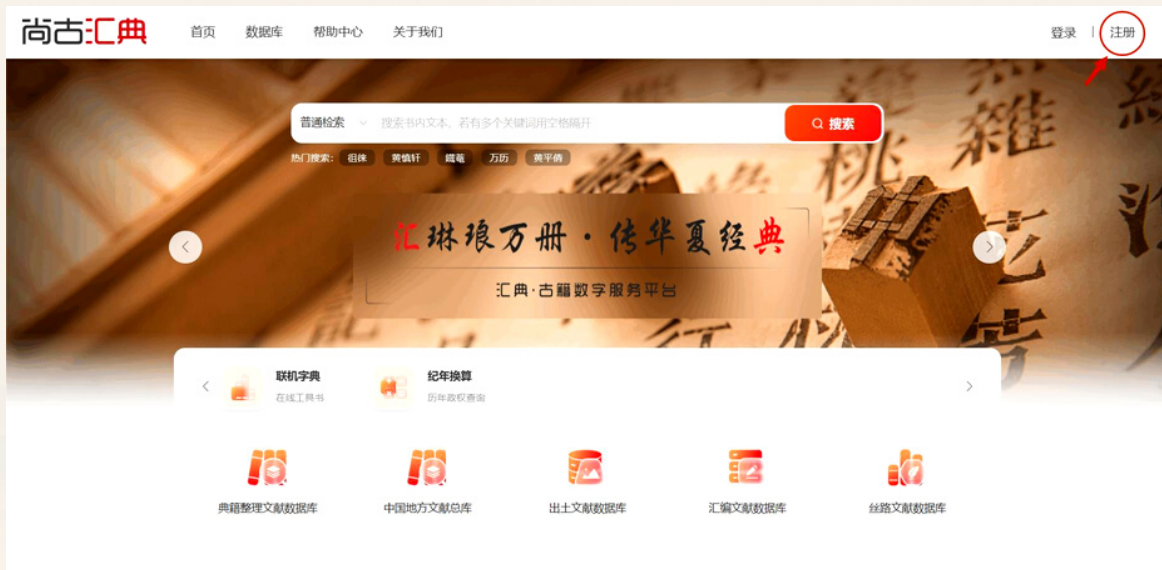 尚古汇典 首页 数据库 帮助中心 关于我们 登录 | 注册
普通检索 搜索书内文本，若有多个关键词用空格隔开 搜索
热门搜索： 徂徕 黄慎轩 万历 黄平倩
汇琳琅万册·传华夏经典
汇典·古籍数字服务平台
联机字典 纪年换算
在线工具书 历年政权查询
典籍整理文献数据库 中国地方文献总库 出土文献数据库 汇编文献数据库 丝路文献数据库